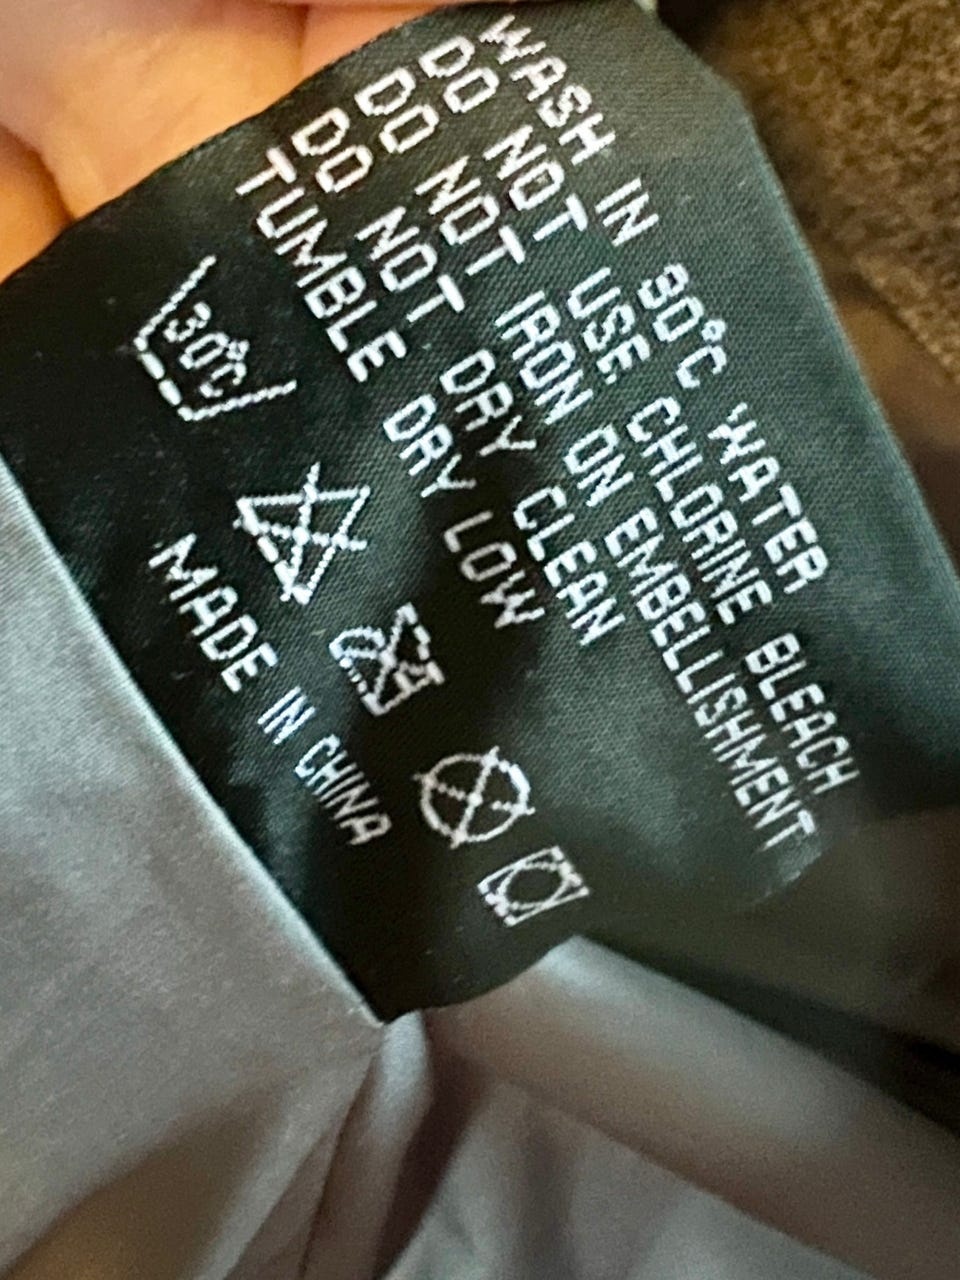 WASH IN 30°C WATER
DO NOT USE CHLORINE BLEACH
DO NOT IRON ON EMBELLISHMENT
DO NOT DRY CLEAN
TUMBLE DRY LOW
30°C
MADE IN CHINA